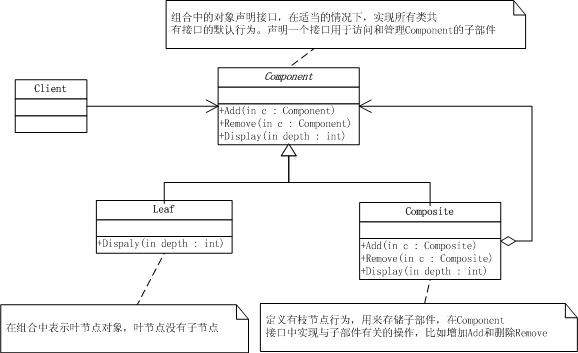 组合中的对象声明接口，在适当的情况下，实现所有类共
有接口的默认行为。声明一个接口用于访问和管理Component的子部件
Component
+Add(in c : Component)
+Remove(in c : Component)
+Display(in depth : int)
Client
Leaf
+Dispaly(in depth : int)
Composite
+Add(in c : Composite)
+Remove(in c : Composite)
+Display(in depth : int)
在组合中表示叶节点对象，叶节点没有子节点
定义有枝节点行为，用来存储子部件，在Component
接口中实现与子部件有关的操作，比如增加Add和删除Remove